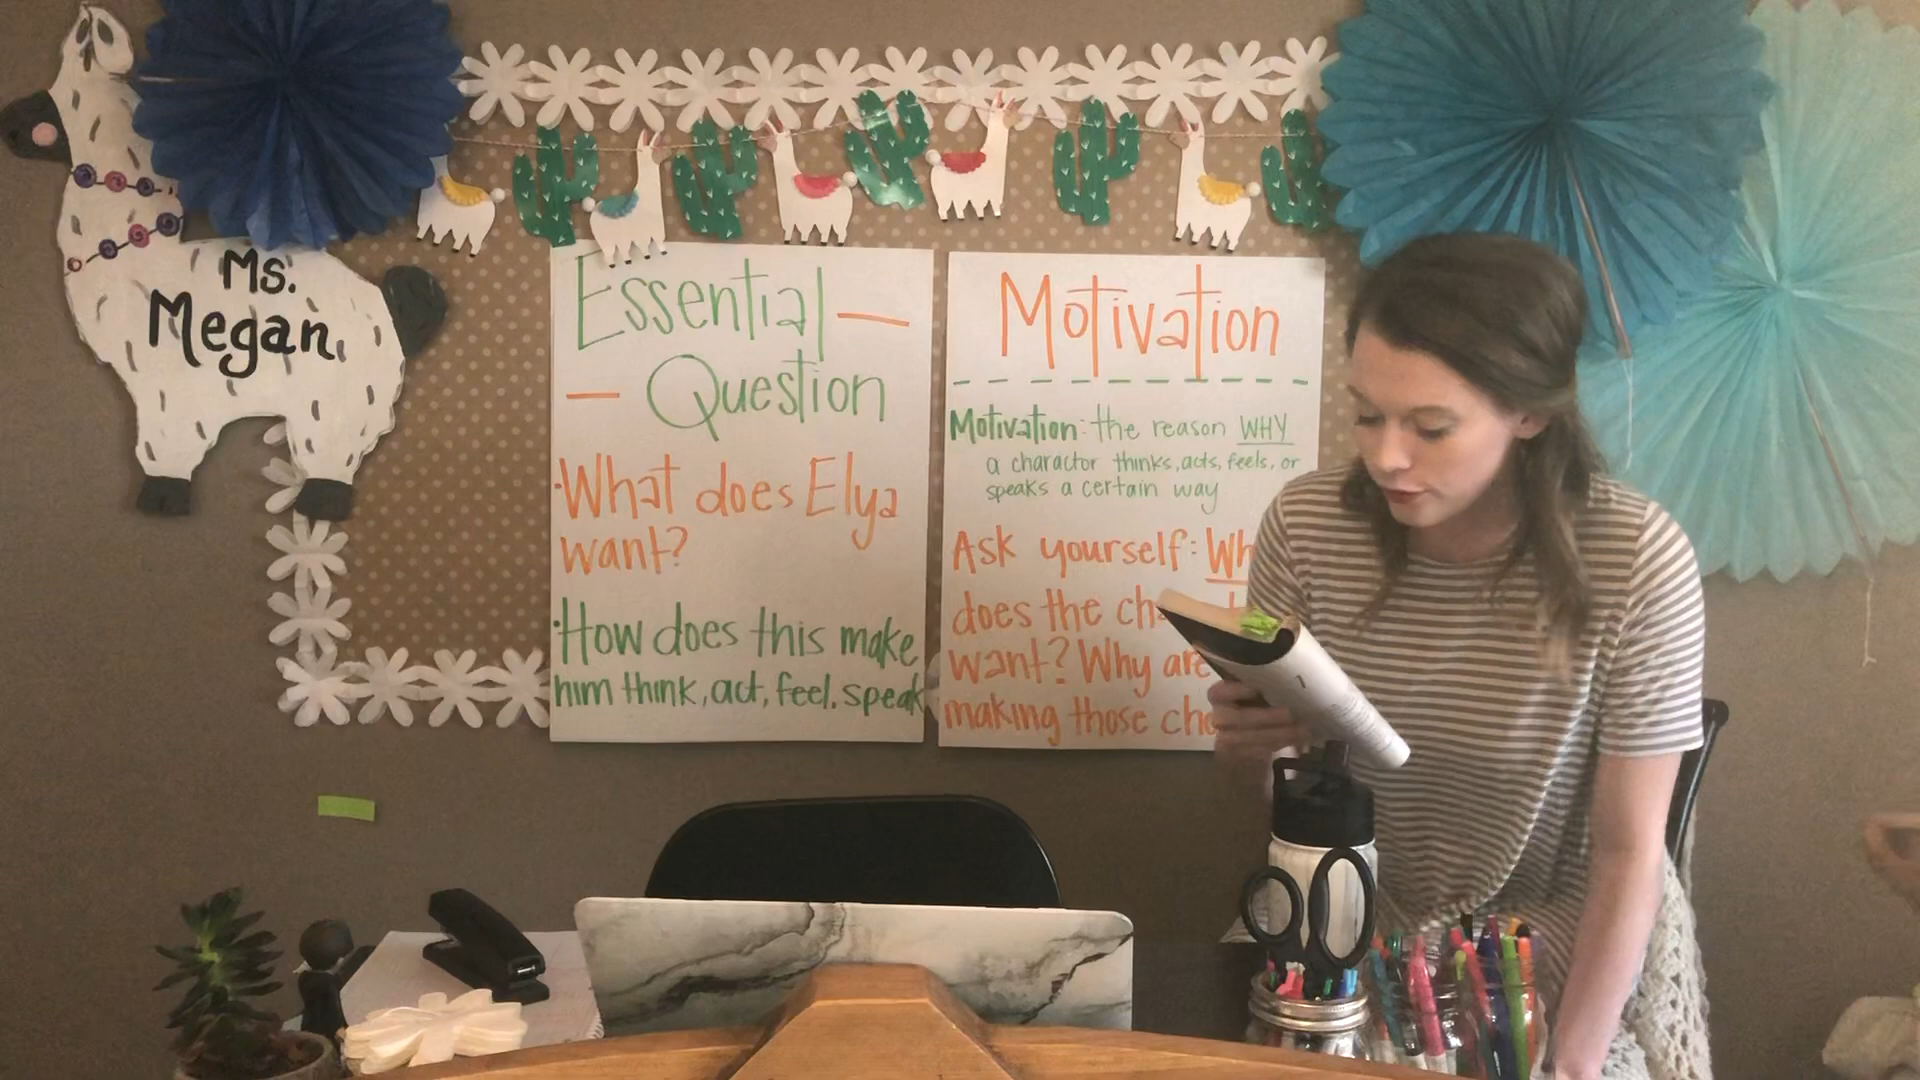 Ms.
Megan
Essential
Question
What does Elya
want?
How does this make
him think, act, feel, speak
Motivation
Motivation: the reason WHY
a charactor thinks, acts, feels, or
speaks a certain way
Ask yourself:
does the
want? Why are
making those